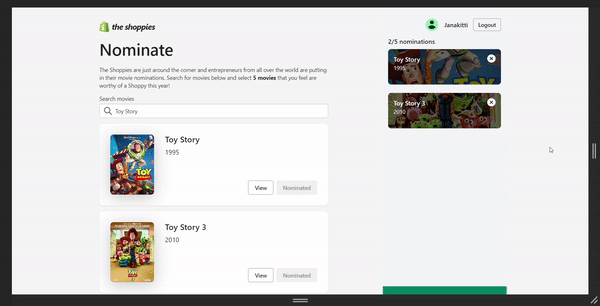 the shoppies
Janakitti
Logout
Nominate
The Shoppies are just around the corner and entrepreneurs from all over the world are putting
in their movie nominations. Search for movies below and select 5 movies that you feel are
worthy of a Shoppy this year!
Search movies
Toy Story
Toy Story
1995
View
Nominated
Toy Story 3
2010
View
Nominated
2/5 nominations
Toy Story
1995
Toy Story 3
2010